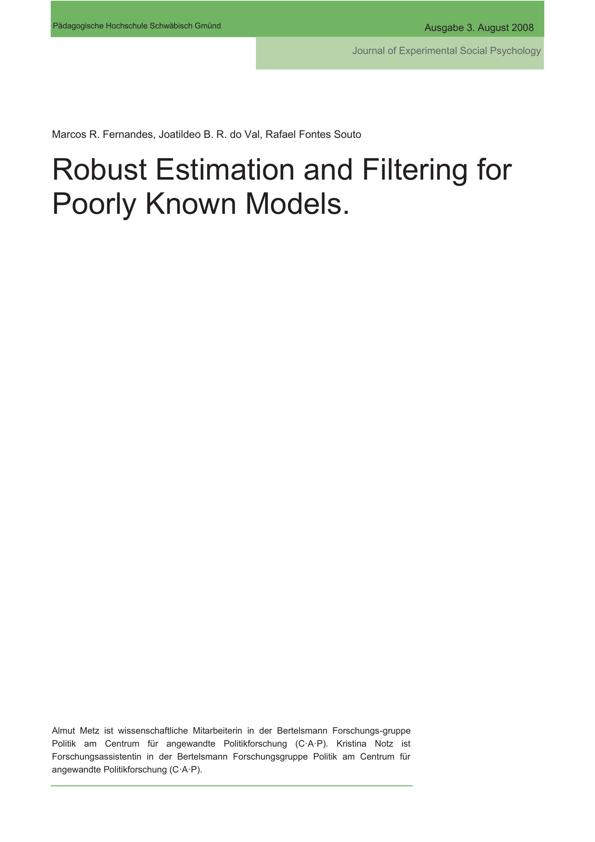 Pädagogische Hochschule Schwäbisch Gmünd
Ausgabe 3. August 2008
Journal of Experimental Social Psychology
Marcos R. Fernandes, Joatildeo B. R. do Val, Rafael Fontes Souto
Robust Estimation and Filtering for
Poorly Known Models.
Almut Metz ist wissenschaftliche Mitarbeiterin in der Bertelsmann Forschungs-gruppe
Politik am Centrum für angewandte Politikforschung (C·A·P). Kristina Notz ist
Forschungsassistentin in der Bertelsmann Forschungsgruppe Politik am Centrum für
angewandte Politikforschung (C·A·P).